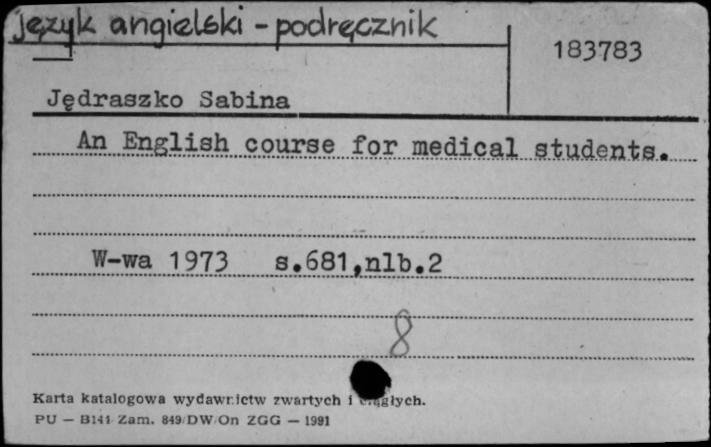 język angielski - podręcznik
183783
Jędraszko Sabina
An English course for medical students.
W-wa 1973 s.681,nlb.2
8
Karta katalogowa wydawnictw zwartych i ciągłych.
PU — B141 Zam. 849/DW/On ZGG — 1991